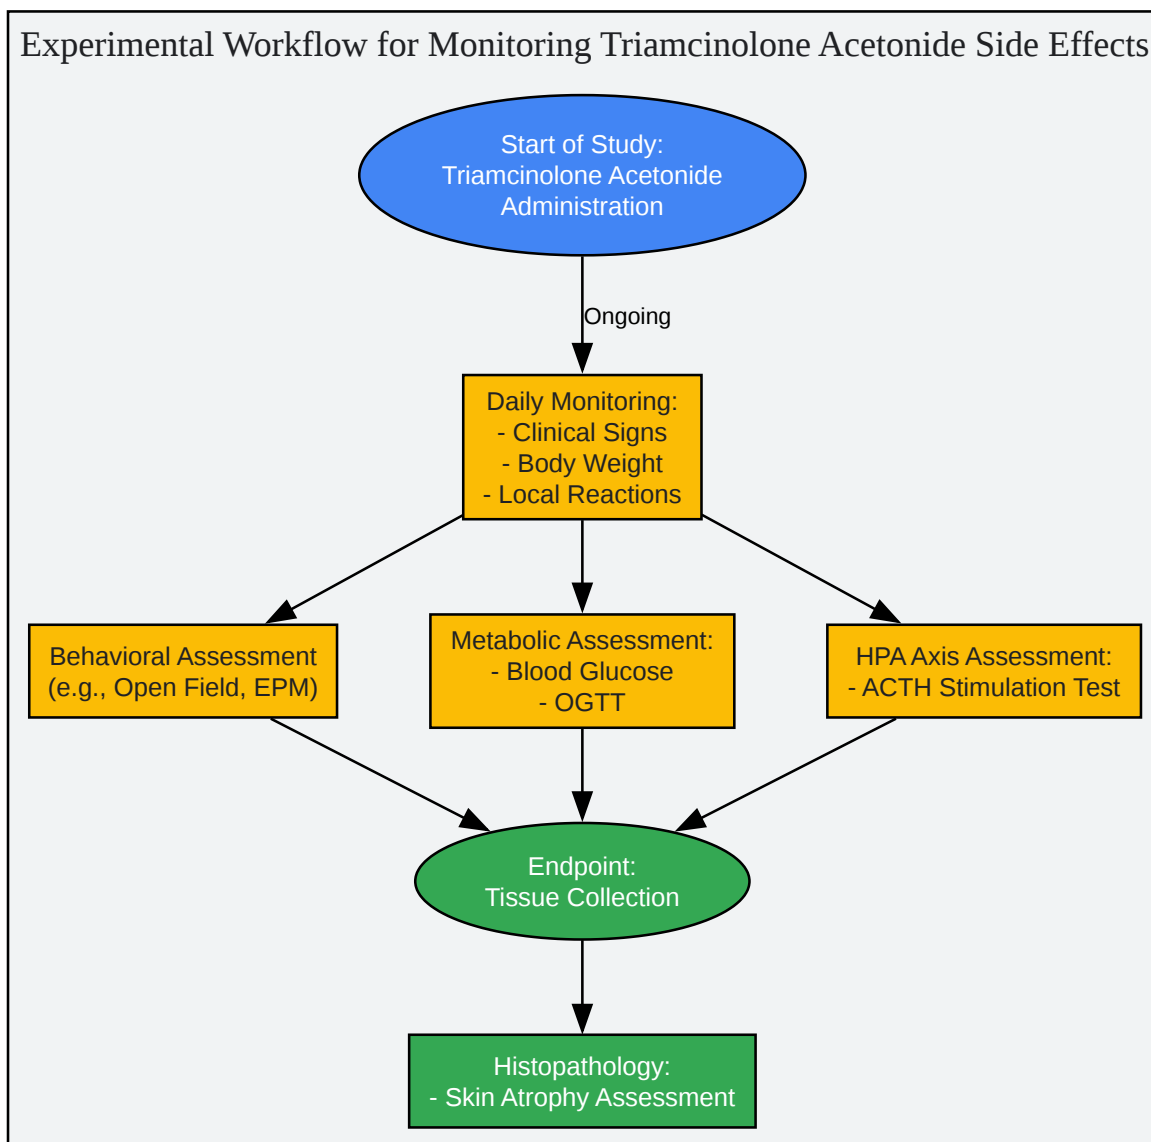 Experimental Workflow for Monitoring Triamcinolone Acetonide Side Effects
Start of Study:
Triamcinolone Acetonide
Administration
Ongoing
Daily Monitoring:
- Clinical Signs
- Body Weight
- Local Reactions
Behavioral Assessment
(e.g., Open Field, EPM)
Metabolic Assessment:
- Blood Glucose
- OGTT
HPA Axis Assessment:
- ACTH Stimulation Test
Endpoint:
Tissue Collection
Histopathology:
- Skin Atrophy Assessment